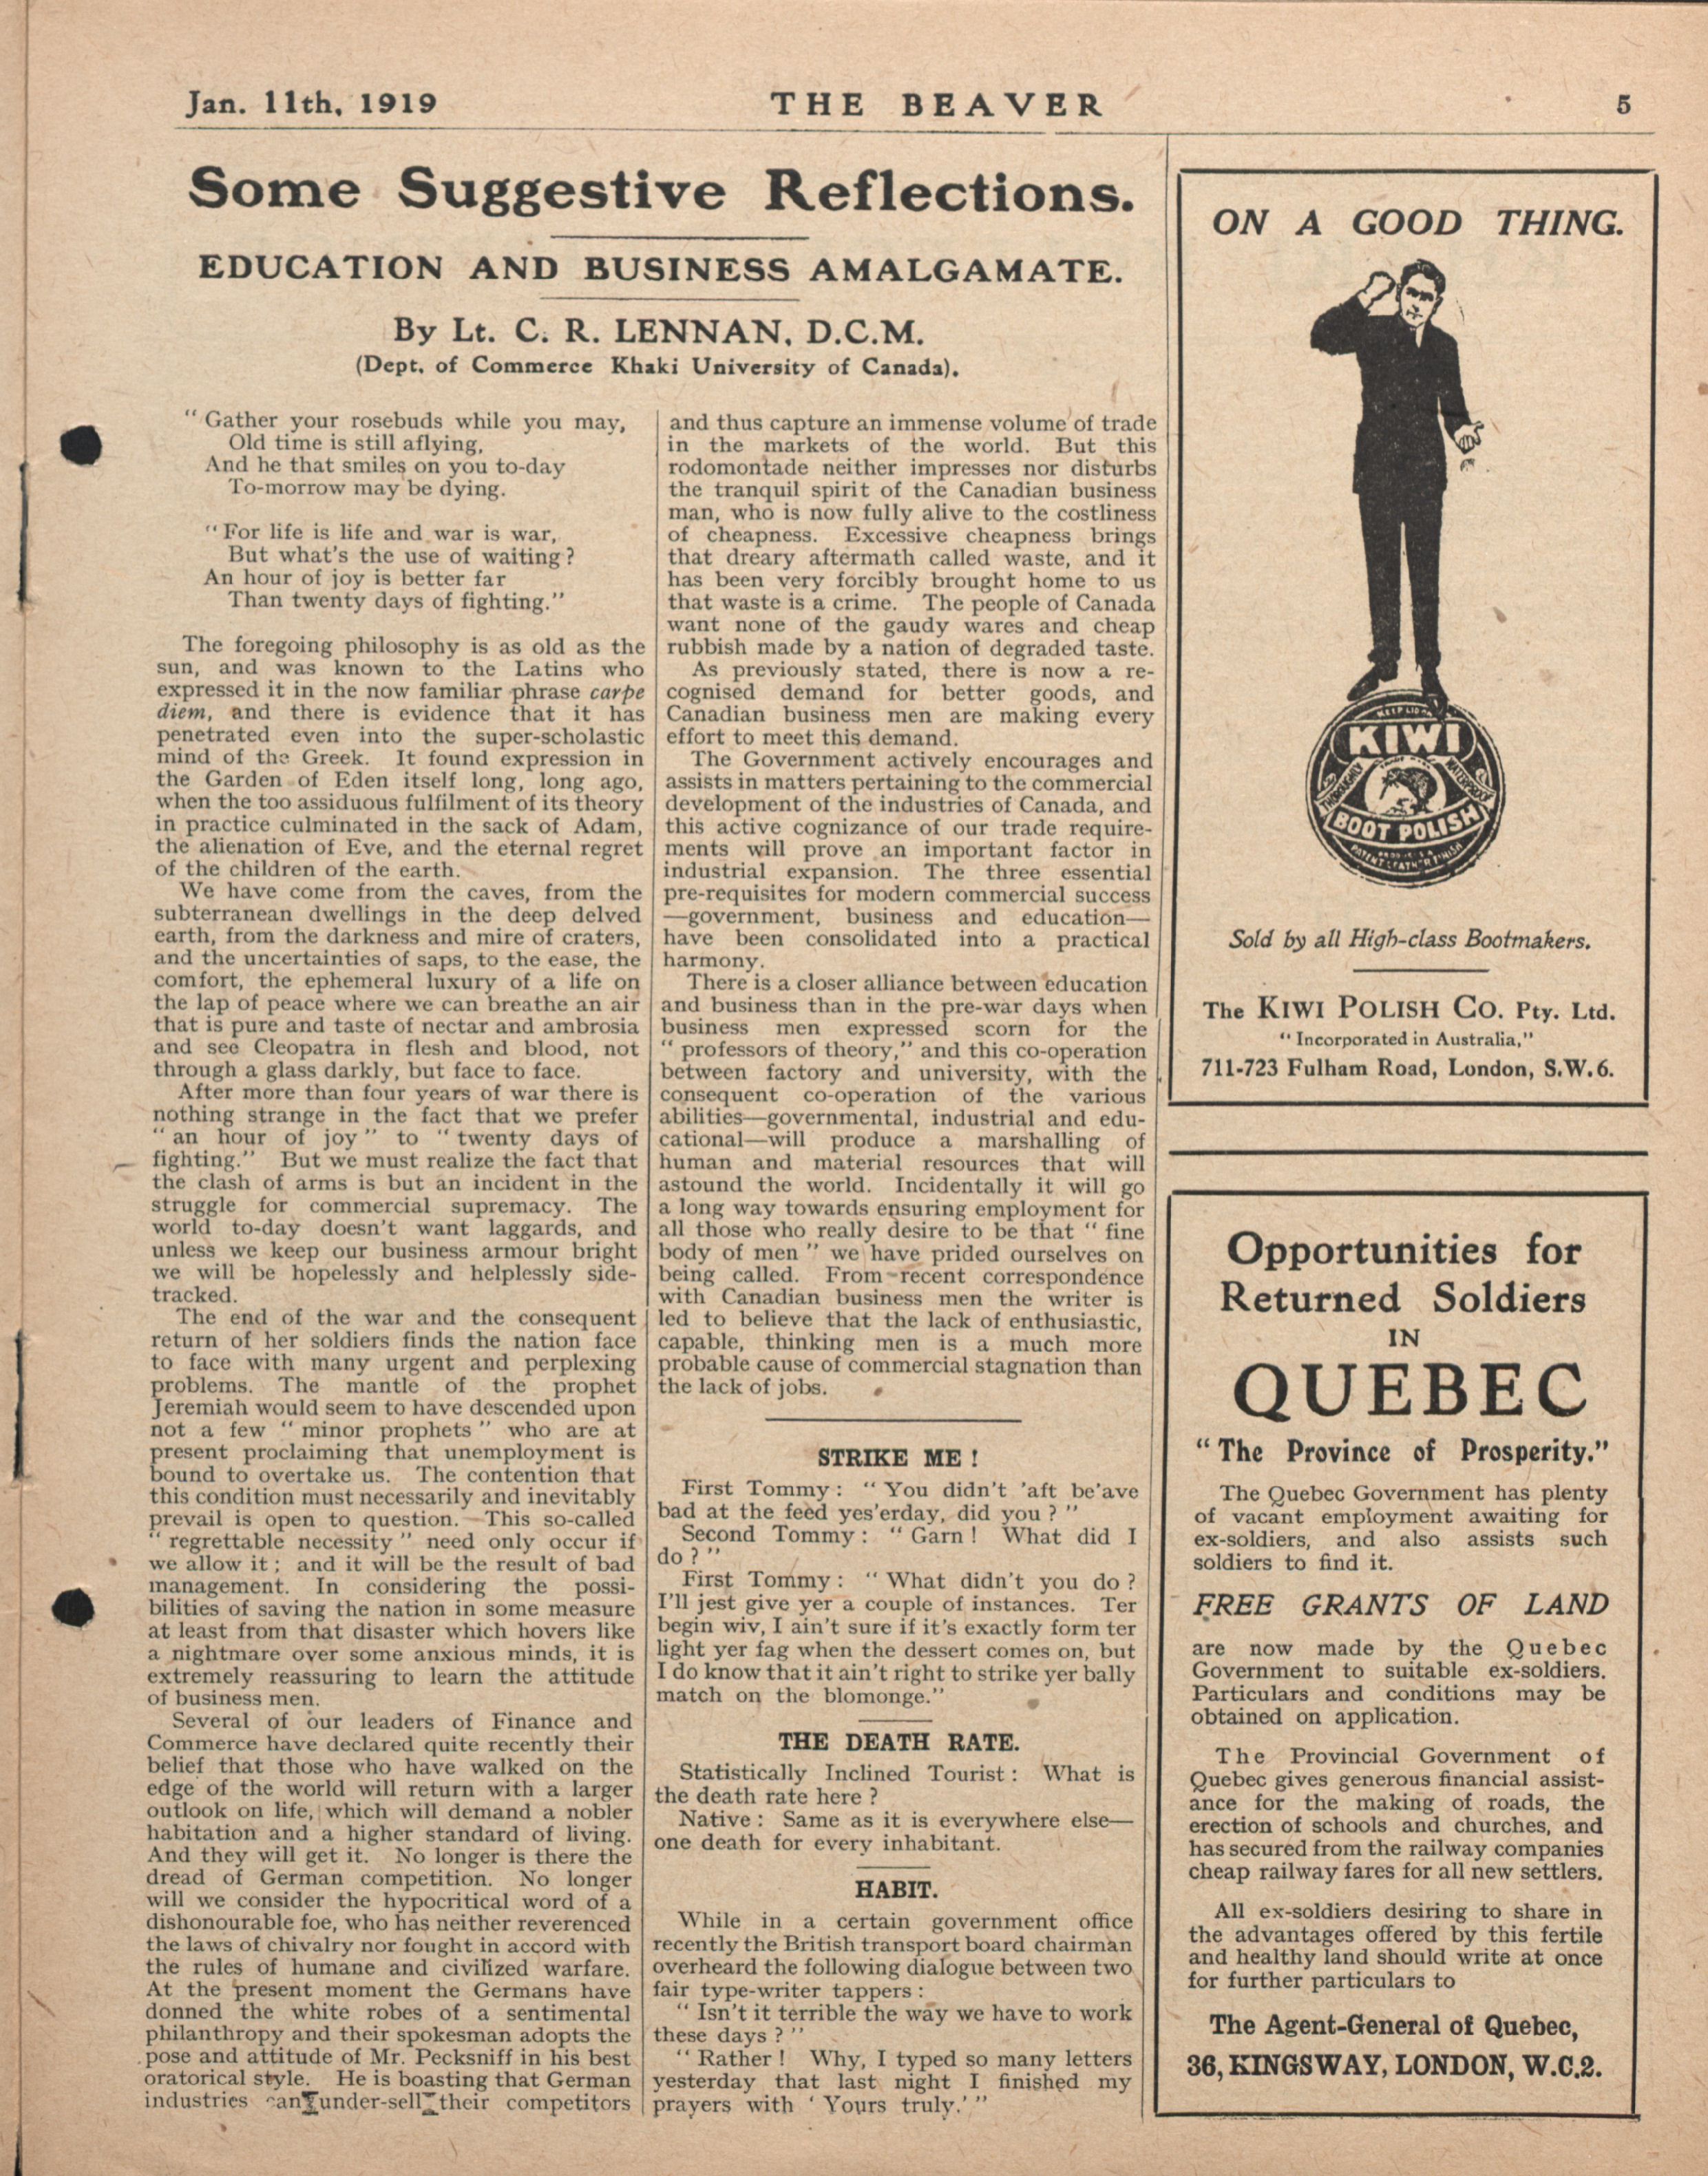 Jan. 11th, 1919
THE BEAVER
5
Some Suggestive Reflections.
EDUCATION AND BUSINESS AMALGAMATE.
By Lt. C. R. LENNAN, D.C.M.
(Dept. of Commerce Khaki University of Canada).
"Gather your rosebuds while you may,
Old time is still aflying,
And he that smiles on you to-day
To-morrow may be dying.
"For life is life and war is war,
But what's the use of waiting?
An hour of joy is better far
Than twenty days of fighting."
The foregoing philosophy is as old as the
sun, and was known to the Latins who
expressed it in the now familiar phrase carpe
diem, and there is evidence that it has
penetrated even into the super-scholastic
mind of the Greek. It found expression in
the Garden of Eden itself long, long ago,
when the too assiduous fulfilment of its theory
in practice culminated in the sack of Adam,
the alienation of Eve, and the eternal regret
of the children of the earth.
We have come from the caves, from the
subterranean dwellings in the deep delved
earth, from the darkness and mire of craters,
and the uncertainties of saps, to the ease, the
comfort, the ephemeral luxury of a life on
the lap of peace where we can breathe an air
that is pure and taste of nectar and ambrosia
and see Cleopatra in flesh and blood, not
through a glass darkly, but face to face.
After more than four years of war there is
nothing strange in the fact that we prefer
"an hour of joy" to "twenty days of
fighting." But we must realize the fact that
the clash of arms is but an incident in the
struggle for commercial supremacy. The
world to-day doesn't want laggards, and
unless we keep our business armour bright
we will be hopelessly and helplessly side-
tracked.
The end of the war and the consequent
return of her soldiers finds the nation face
to face with many urgent and perplexing
problems. The mantle of the prophet
Jeremiah would seem to have descended upon
not a few "minor prophets" who are at
present proclaiming that unemployment is
bound to overtake us. The contention that
this condition must necessarily and inevitably
prevail is open to question. This so-called
"regrettable necessity" need only occur if
we allow it; and it will be the result of bad
management. In considering the possi-
bilities of saving the nation in some measure
at least from that disaster which hovers like
a nightmare over some anxious minds, it is
extremely reassuring to learn the attitude
of business men.
Several of our leaders of Finance and
Commerce have declared quite recently their
belief that those who have walked on the
edge of the world will return with a larger
outlook on life, which will demand a nobler
habitation and a higher standard of living.
And they will get it. No longer is there the
dread of German competition. No longer
will we consider the hypocritical word of a
dishonourable foe, who has neither reverenced
the laws of chivalry nor fought in accord with
the rules of humane and civilized warfare.
At the present moment the Germans have
donned the white robes of a sentimental
philanthropy and their spokesman adopts the
pose and attitude of Mr. Pecksniff in his best
oratorical style. He is boasting that German
industries can under-sell their competitors
and thus capture an immense volume of trade
in the markets of the world. But this
rodomontade neither impresses nor disturbs
the tranquil spirit of the Canadian business
man, who is now fully alive to the costliness
of cheapness. Excessive cheapness brings
that dreary aftermath called waste, and it
has been very forcibly brought home to us
that waste is a crime. The people of Canada
want none of the gaudy wares and cheap
rubbish made by a nation of degraded taste.
As previously stated, there is now a re-
cognised demand for better goods, and
Canadian business men are making every
effort to meet this demand.
The Government actively encourages and
assists in matters pertaining to the commercial
development of the industries of Canada, and
this active cognizance of our trade require-
ments will prove an important factor in
industrial expansion. The three essential
pre-requisites for modern commercial success
—government, business and education—
have been consolidated into a practical
harmony.
There is a closer alliance between education
and business than in the pre-war days when
business men expressed scorn for the
"professors of theory," and this co-operation
between factory and university, with the
consequent co-operation of the various
abilities—governmental, industrial and edu-
cational—will produce a marshalling of
human and material resources that will
astound the world. Incidentally it will go
a long way towards ensuring employment for
all those who really desire to be that "fine
body of men" we have prided ourselves on
being called. From recent correspondence
with Canadian business men the writer is
led to believe that the lack of enthusiastic,
capable, thinking men is a much more
probable cause of commercial stagnation than
the lack of jobs.
STRIKE ME!
First Tommy: "You didn't 'aft be'ave
bad at the feed yes'erday, did you?"
Second Tommy: "Garn! What did I
do?"
First Tommy: "What didn't you do?
I'll jest give yer a couple of instances. Ter
begin wiv, I ain't sure if it's exactly form ter
light yer fag when the dessert comes on, but
I do know that it ain't right to strike yer bally
match on the blomonge."
THE DEATH RATE.
Statistically Inclined Tourist: What is
the death rate here?
Native: Same as it is everywhere else—
one death for every inhabitant.
HABIT.
While in a certain government office
recently the British transport board chairman
overheard the following dialogue between two
fair type-writer tappers:
"Isn't it terrible the way we have to work
these days?"
"Rather! Why, I typed so many letters
yesterday that last night I finished my
prayers with 'Yours truly.'"
ON A GOOD THING.
KIWI
THOROUGHLY
WATERPROOF
BOOT POLISH
Sold by all High-class Bootmakers.
The KIWI POLISH CO. Pty. Ltd.
"Incorporated in Australia,"
711-723 Fulham Road, London, S.W.6.
Opportunities for
Returned Soldiers
IN
QUEBEC
"The Province of Prosperity."
The Quebec Government has plenty
of vacant employment awaiting for
ex-soldiers, and also assists such
soldiers to find it.
FREE GRANTS OF LAND
are now made by the Quebec
Government to suitable ex-soldiers.
Particulars and conditions may be
obtained on application.
The Provincial Government of
Quebec gives generous financial assist-
ance for the making of roads, the
erection of schools and churches, and
has secured from the railway companies
cheap railway fares for all new settlers.
All ex-soldiers desiring to share in
the advantages offered by this fertile
and healthy land should write at once
for further particulars to
The Agent-General of Quebec,
36, KINGSWAY, LONDON, W.C.2.